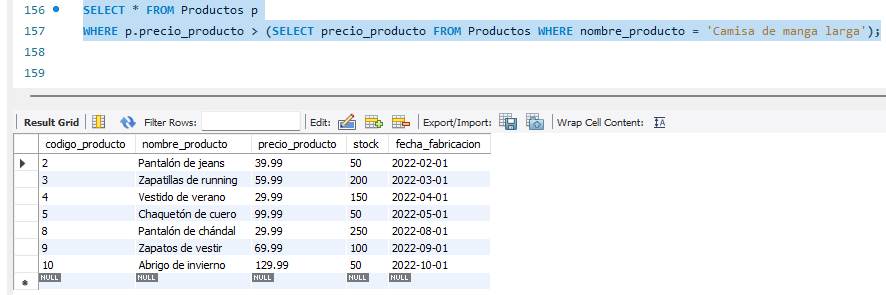 156 SELECT * FROM Productos p
157 WHERE p.precio_producto > (SELECT precio_producto FROM Productos WHERE nombre_producto = 'Camisa de manga larga');
158
159
Result Grid Filter Rows: Edit: Export/Import: Wrap Cell Content: IA
codigo_producto nombre_producto precio_producto stock fecha_fabricacion
2 Pantalón de jeans 39.99 50 2022-02-01
3 Zapatillas de running 59.99 200 2022-03-01
4 Vestido de verano 29.99 150 2022-04-01
5 Chaquetón de cuero 99.99 50 2022-05-01
8 Pantalón de chándal 29.99 250 2022-08-01
9 Zapatos de vestir 69.99 100 2022-09-01
10 Abrigo de invierno 129.99 50 2022-10-01
NULL NULL NULL NULL NULL